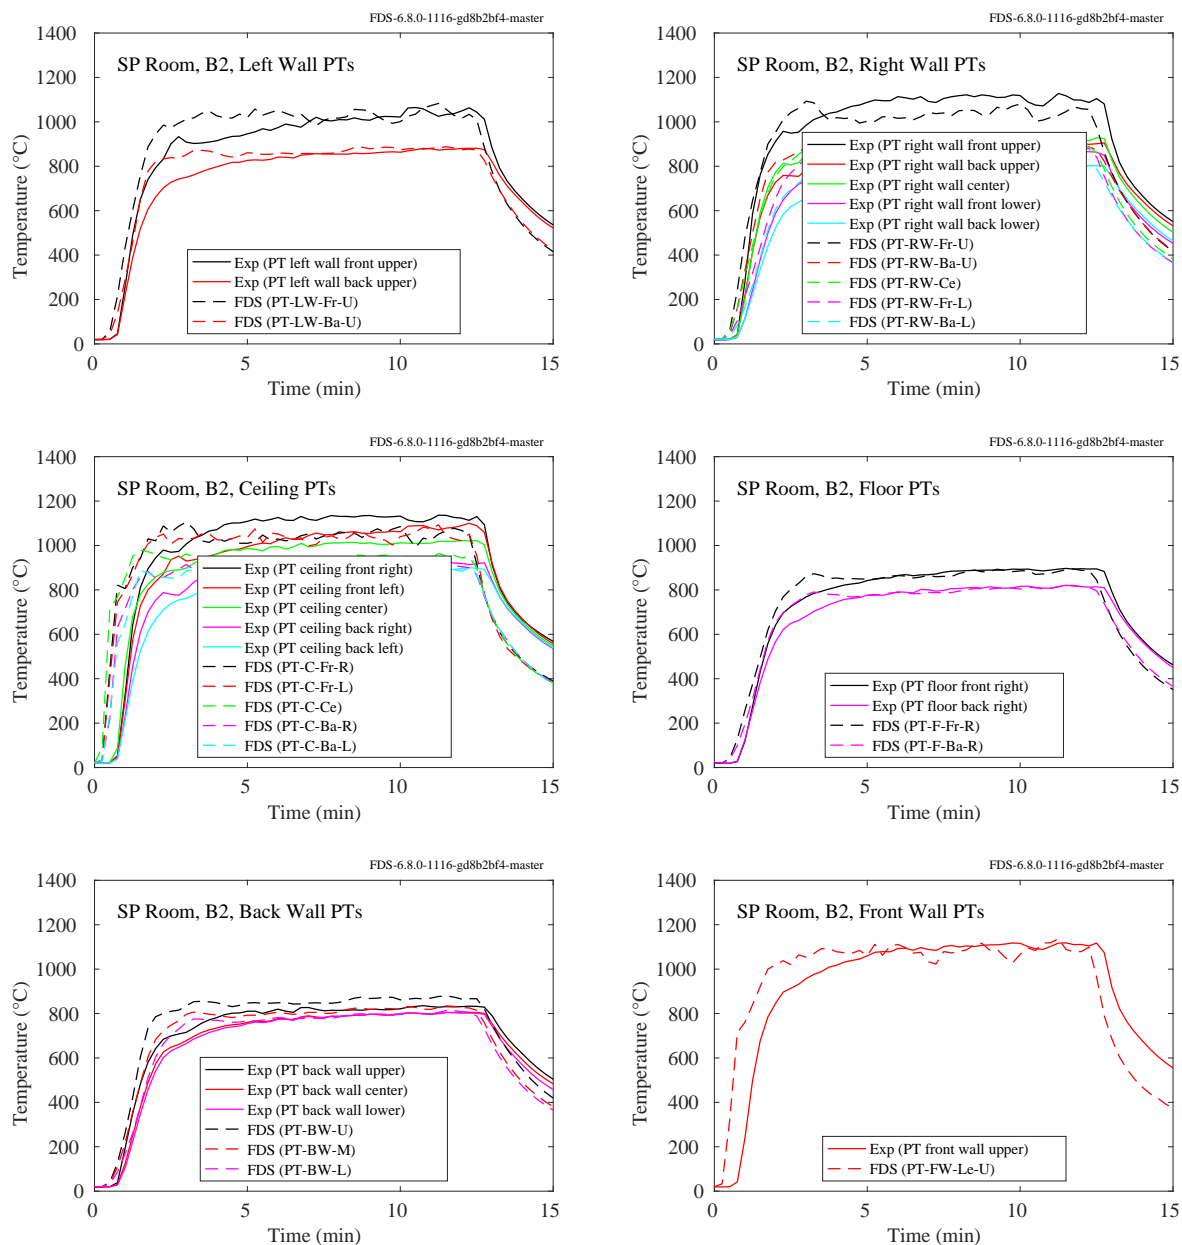 FDS-6.8.0-1116-gd8b2bf4-master
SP Room, B2, Left Wall PTs
Temperature (°C)
1400
1200
1000
800
600
400
200
0
Exp (PT left wall front upper)
Exp (PT left wall back upper)
FDS (PT-LW-Fr-U)
FDS (PT-LW-Ba-U)
0 5 10 15
Time (min)
FDS-6.8.0-1116-gd8b2bf4-master
SP Room, B2, Right Wall PTs
Temperature (°C)
1400
1200
1000
800
600
400
200
0
Exp (PT right wall front upper)
Exp (PT right wall back upper)
Exp (PT right wall center)
Exp (PT right wall front lower)
Exp (PT right wall back lower)
FDS (PT-RW-Fr-U)
FDS (PT-RW-Ba-U)
FDS (PT-RW-Ce)
FDS (PT-RW-Fr-L)
FDS (PT-RW-Ba-L)
0 5 10 15
Time (min)
FDS-6.8.0-1116-gd8b2bf4-master
SP Room, B2, Ceiling PTs
Temperature (°C)
1400
1200
1000
800
600
400
200
0
Exp (PT ceiling front right)
Exp (PT ceiling front left)
Exp (PT ceiling center)
Exp (PT ceiling back right)
Exp (PT ceiling back left)
FDS (PT-C-Fr-R)
FDS (PT-C-Fr-L)
FDS (PT-C-Ce)
FDS (PT-C-Ba-R)
FDS (PT-C-Ba-L)
0 5 10 15
Time (min)
FDS-6.8.0-1116-gd8b2bf4-master
SP Room, B2, Floor PTs
Temperature (°C)
1400
1200
1000
800
600
400
200
0
Exp (PT floor front right)
Exp (PT floor back right)
FDS (PT-F-Fr-R)
FDS (PT-F-Ba-R)
0 5 10 15
Time (min)
FDS-6.8.0-1116-gd8b2bf4-master
SP Room, B2, Back Wall PTs
Temperature (°C)
1400
1200
1000
800
600
400
200
0
Exp (PT back wall upper)
Exp (PT back wall center)
Exp (PT back wall lower)
FDS (PT-BW-U)
FDS (PT-BW-M)
FDS (PT-BW-L)
0 5 10 15
Time (min)
FDS-6.8.0-1116-gd8b2bf4-master
SP Room, B2, Front Wall PTs
Temperature (°C)
1400
1200
1000
800
600
400
200
0
Exp (PT front wall upper)
FDS (PT-FW-Le-U)
0 5 10 15
Time (min)